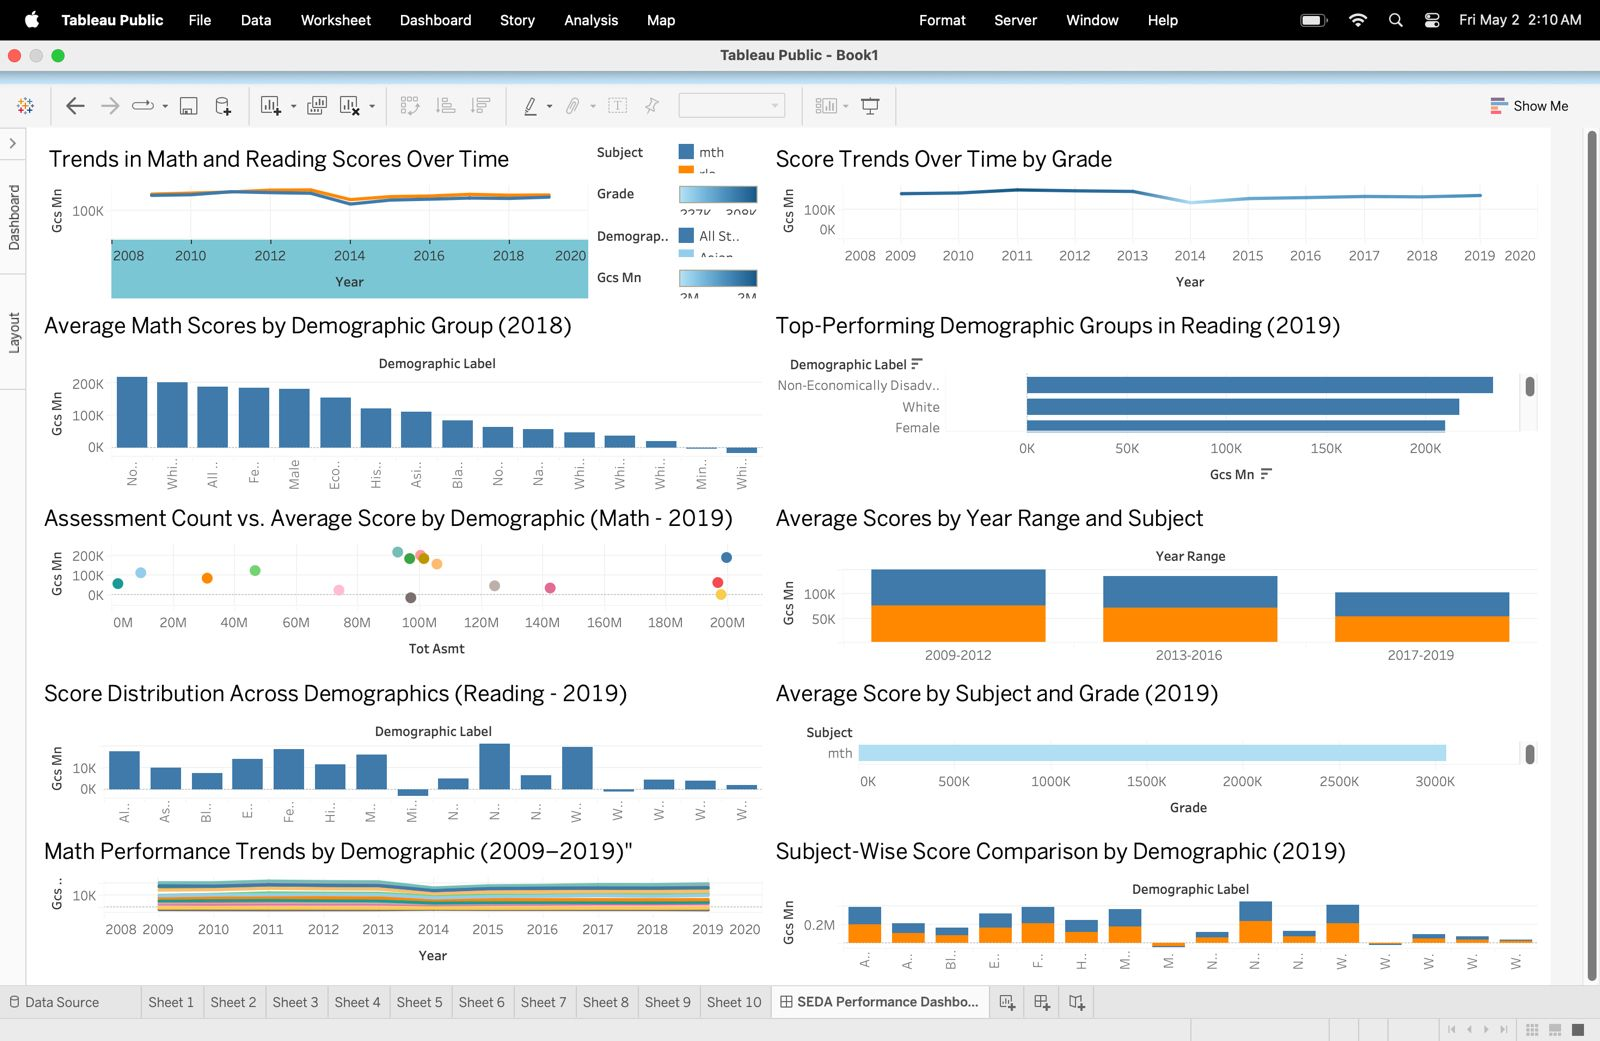 Tableau Public File Data Worksheet Dashboard Story Analysis Map Format Server Window Help Fri May 2 2:10 AM
Tableau Public - Book1
Show Me
Dashboard
Layout
Trends in Math and Reading Scores Over Time
Gcs Mn
100K
2008 2010 2012 2014 2016 2018 2020
Year
Subject
mth
Grade
Demograp..
All St..
Gcs Mn
Score Trends Over Time by Grade
Gcs Mn
100K
0K
2008 2009 2010 2011 2012 2013 2014 2015 2016 2017 2018 2019 2020
Year
Average Math Scores by Demographic Group (2018)
Demographic Label
Gcs Mn
200K
100K
0K
No.. Whi.. All .. Fe.. Male Eco.. His.. Asi.. Bla.. No.. Na.. Whi.. Whi.. Whi.. Min.. Whi..
Top-Performing Demographic Groups in Reading (2019)
Demographic Label
Non-Economically Disadv..
White
Female
0K 50K 100K 150K 200K
Gcs Mn
Assessment Count vs. Average Score by Demographic (Math - 2019)
Gcs Mn
200K
100K
0K
0M 20M 40M 60M 80M 100M 120M 140M 160M 180M 200M
Tot Asmt
Average Scores by Year Range and Subject
Year Range
Gcs Mn
100K
50K
2009-2012 2013-2016 2017-2019
Score Distribution Across Demographics (Reading - 2019)
Demographic Label
Gcs Mn
10K
0K
Al.. As.. Bl.. E.. Fe.. Hi.. M.. Mi.. N.. N.. N.. W.. W.. W.. W.. W..
Average Score by Subject and Grade (2019)
Subject
mth
0K 500K 1000K 1500K 2000K 2500K 3000K
Grade
Math Performance Trends by Demographic (2009–2019)"
Gcs ..
10K
2008 2009 2010 2011 2012 2013 2014 2015 2016 2017 2018 2019 2020
Year
Subject-Wise Score Comparison by Demographic (2019)
Demographic Label
Gcs Mn
0.2M
A.. A.. Bl.. E.. F.. H.. M.. M. N.. N.. N.. W. W. W. W. W.
Data Source Sheet 1 Sheet 2 Sheet 3 Sheet 4 Sheet 5 Sheet 6 Sheet 7 Sheet 8 Sheet 9 Sheet 10 SEDA Performance Dashbo...